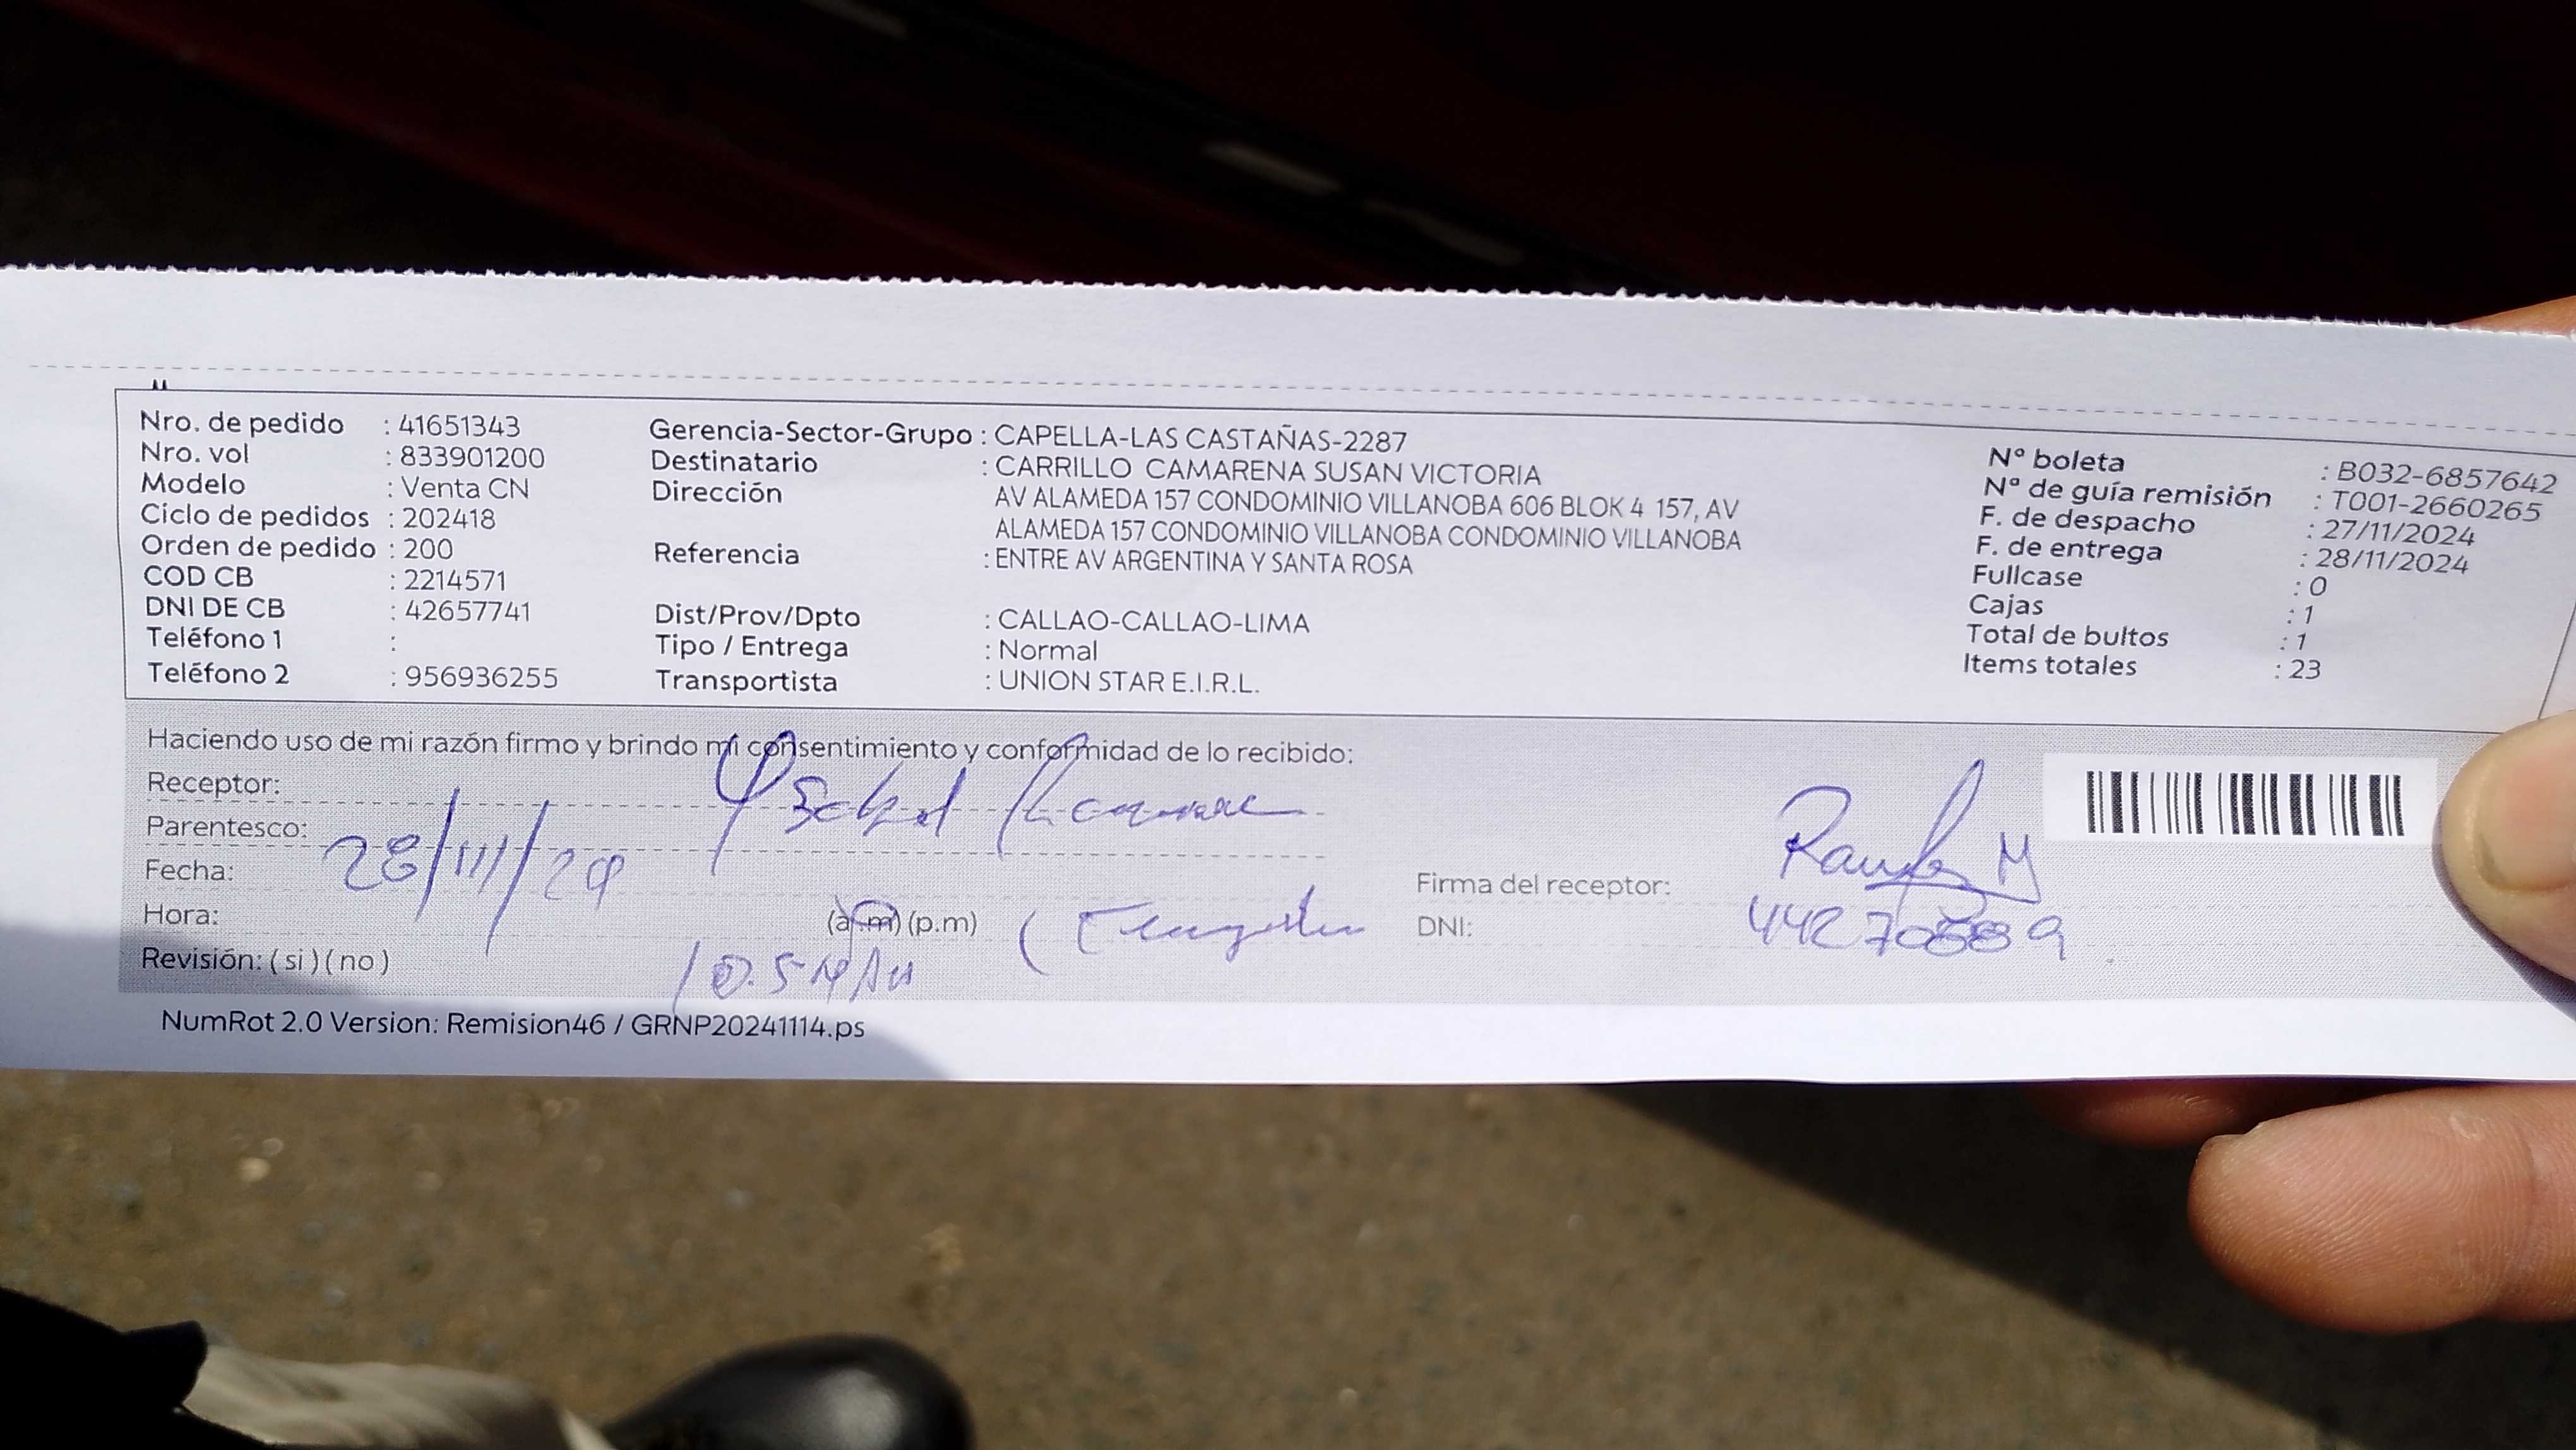 Nro. de pedido : 41651343
Nro. vol : 833901200
Modelo : Venta CN
Ciclo de pedidos : 202418
Orden de pedido : 200
COD CB : 2214571
DNI DE CB : 42657741
Teléfono 1 :
Teléfono 2 : 956936255
Gerencia-Sector-Grupo : CAPELLA-LAS CASTAÑAS-2287
Destinatario : CARRILLO CAMARENA SUSAN VICTORIA
Dirección AV ALAMEDA 157 CONDOMINIO VILLANOBA 606 BLOK 4 157, AV
ALAMEDA 157 CONDOMINIO VILLANOBA CONDOMINIO VILLANOBA
Referencia : ENTRE AV ARGENTINA Y SANTA ROSA
Dist/Prov/Dpto : CALLAO-CALLAO-LIMA
Tipo / Entrega : Normal
Transportista : UNION STAR E.I.R.L.
Nº boleta : B032-6857642
Nº de guía remisión : T001-2660265
F. de despacho : 27/11/2024
F. de entrega : 28/11/2024
Fullcase : 0
Cajas : 1
Total de bultos : 1
Items totales : 23
Haciendo uso de mi razón firmo y brindo mi consentimiento y conformidad de lo recibido:
Receptor:
Parentesco:
Fecha: 28/11/24
Hora: (a.m) (p.m)
Revisión: ( si ) ( no )
Firma del receptor:
DNI:
NumRot 2.0 Version: Remision46 / GRNP20241114.ps